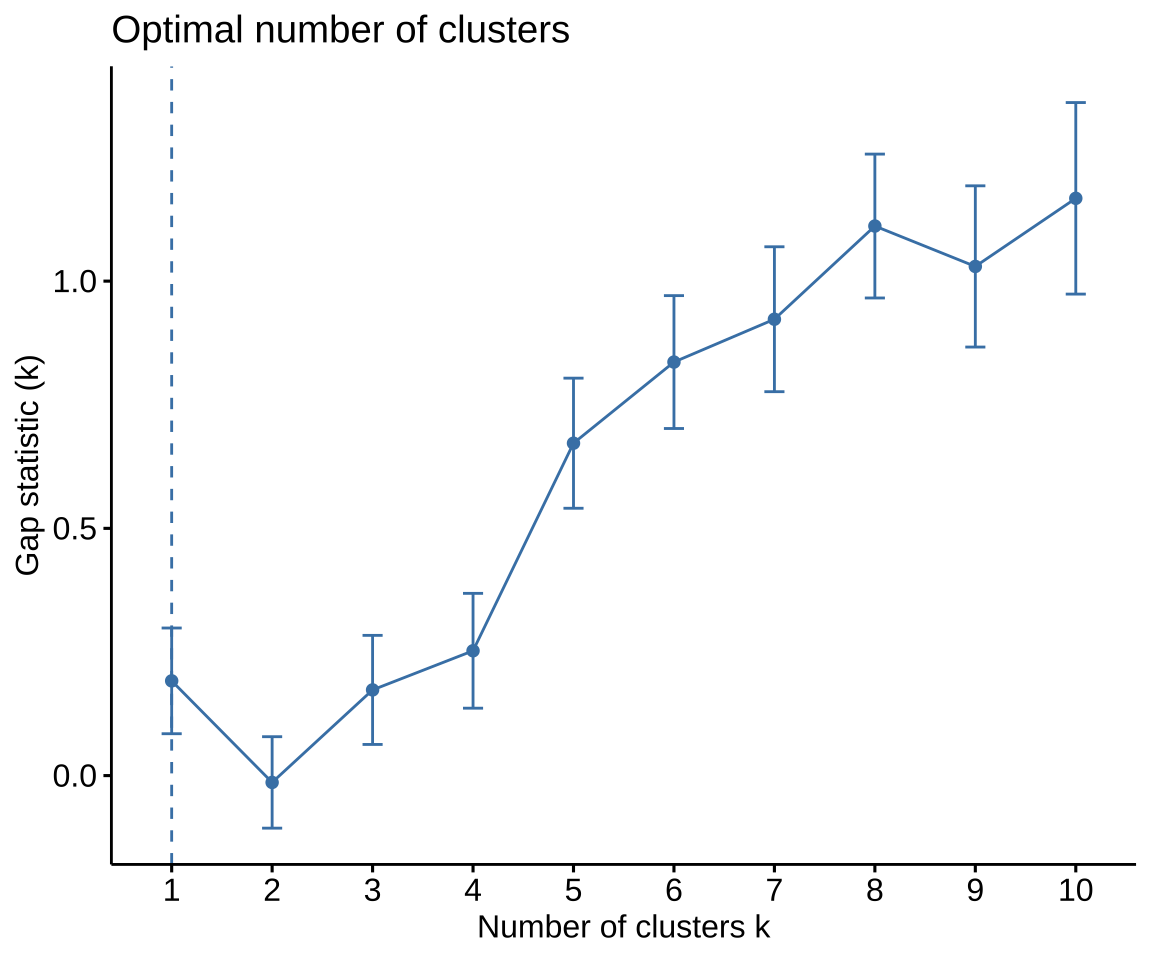 Optimal number of clusters
Gap statistic (k)
1.0
0.5
0.0
1 2 3 4 5 6 7 8 9 10
Number of clusters k